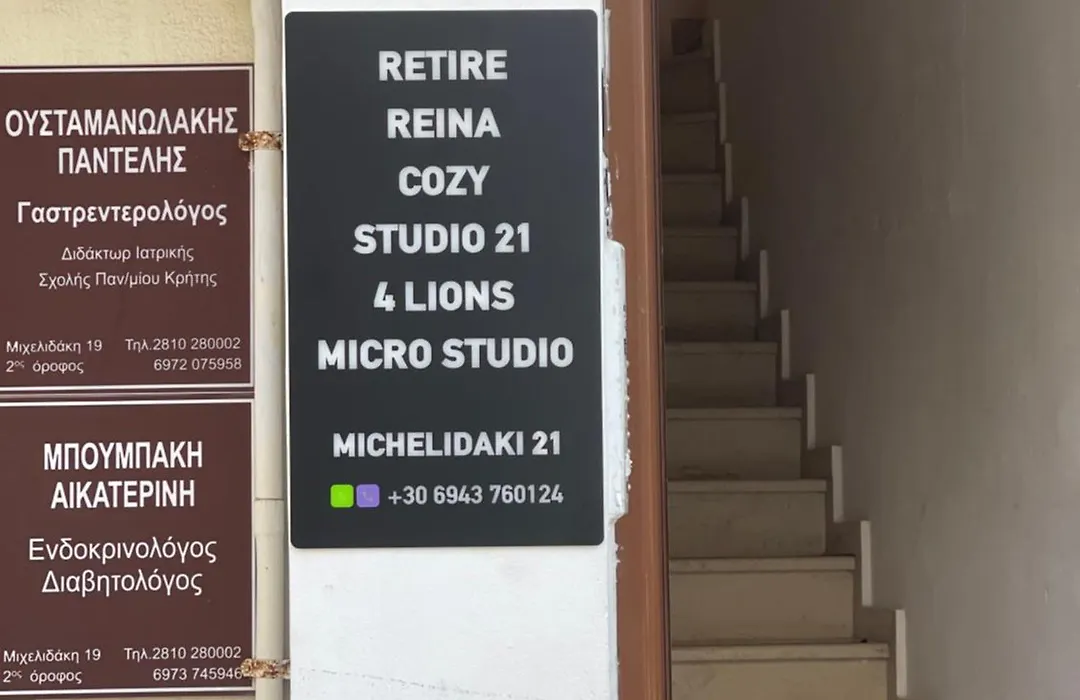 ΟΥΣΤΑΜΑΝΩΛΑΚΗΣ
ΠΑΝΤΕΛΗΣ
Γαστρεντερολόγος
Διδάκτωρ Ιατρικής
Σχολής Παν/μίου Κρήτης
Μιχελιδάκη 19 Τηλ.2810 280002
2ος όροφος 6972 075958
ΜΠΟΥΜΠΑΚΗ
ΑΙΚΑΤΕΡΙΝΗ
Ενδοκρινολόγος
Διαβητολόγος
Μιχελιδάκη 19 Τηλ.2810 280002
2ος όροφος 6973 745946
RETIRE
REINA
COZY
STUDIO 21
4 LIONS
MICRO STUDIO
MICHELIDAKI 21
+30 6943 760124